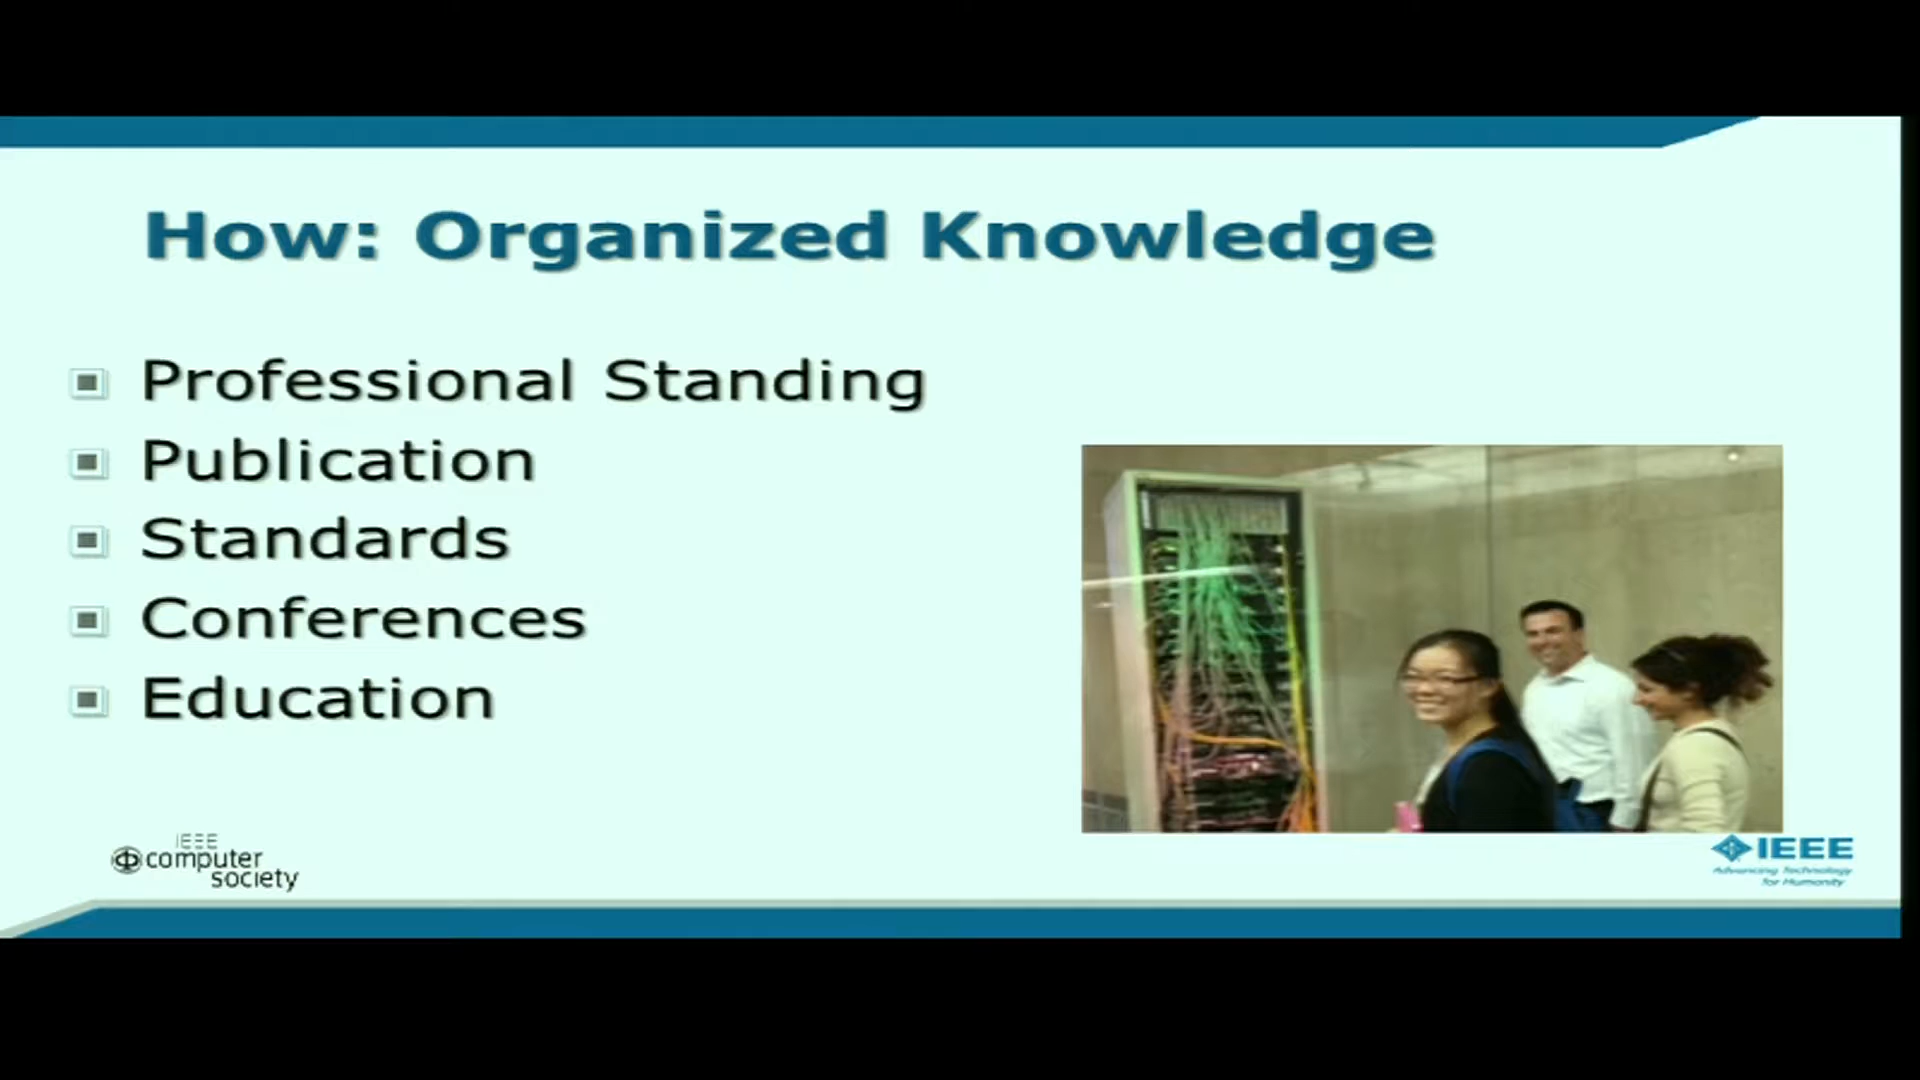 How: Organized Knowledge
Professional Standing
Publication
Standards
Conferences
Education
IEEE
computer
society
IEEE
Advancing Technology
for Humanity